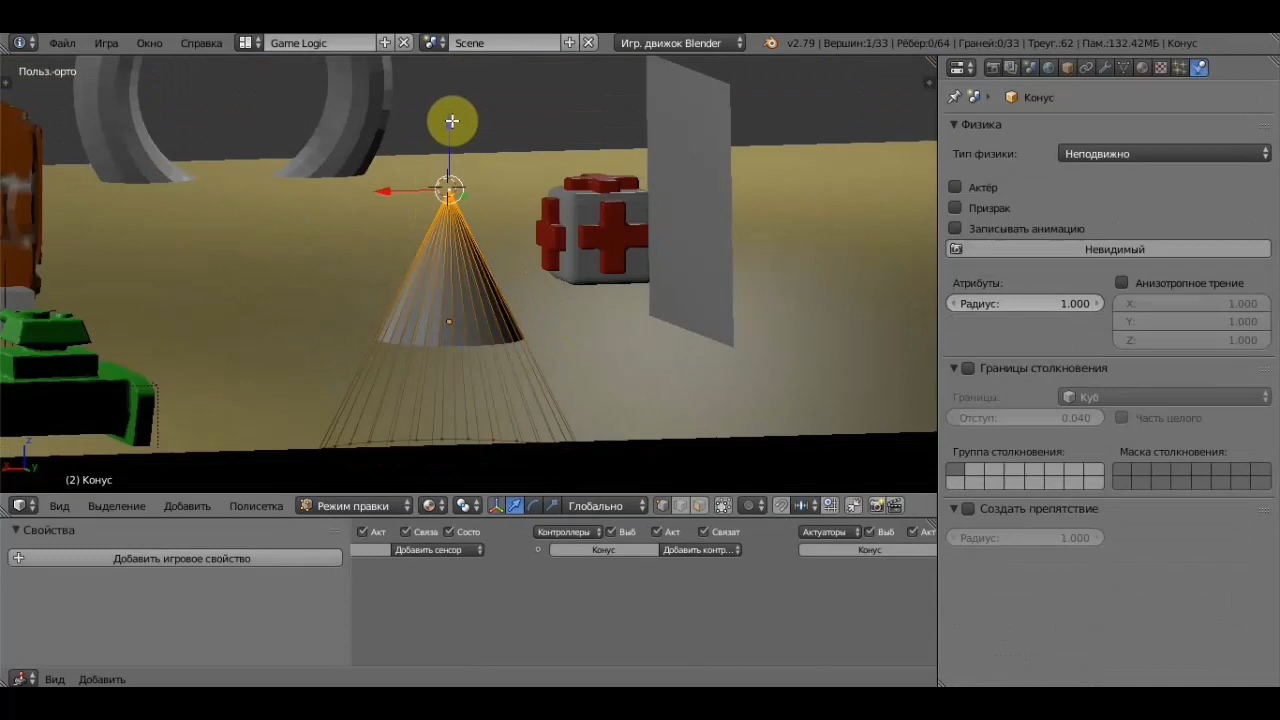 Файл Игра Окно Справка Game Logic Scene Игр. движок Blender v2.79 | Вершин:1/33 | Рёбер:0/64 | Граней:0/33 | Треуг.:62 | Пам.:132.42МБ | Конус
Польз.-орто
Конус
Физика
Тип физики: Неподвижно
Актёр
Призрак
Записывать анимацию
Невидимый
Атрибуты: Анизотропное трение
Радиус: 1.000 X: 1.000
Y: 1.000
Z: 1.000
Границы столкновения
Границы: Куб
Отступ: 0.040 Часть целого
Группа столкновения: Маска столкновения:
z
x y
(2) Конус
Вид Выделение Добавить Полисетка Режим правки Глобально
Создать препятствие
Радиус: 1.000
Свойства Акт Связа Состо Контроллеры Выб Акт Связат Актуаторы Выб Акт
Добавить игровое свойство Добавить сенсор Конус Добавить контр... Конус
Вид Добавить